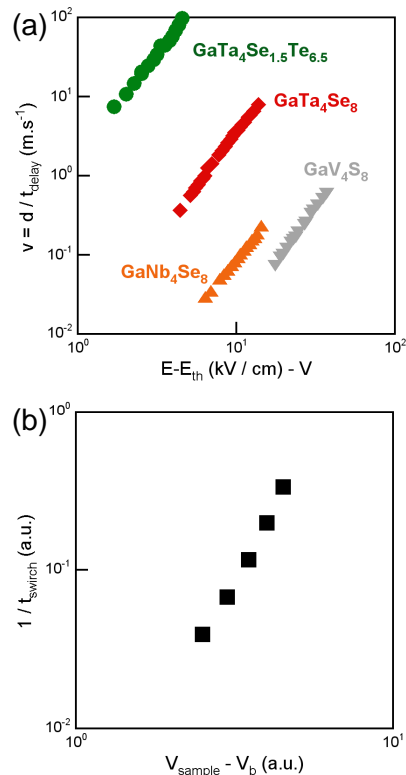 (a)
10²
10¹
10⁰
10⁻¹
10⁻²
v = d / t_delay (m.s⁻¹)
GaTa₄Se₁.₅Te₆.₅
GaTa₄Se₈
GaV₄S₈
GaNb₄Se₈
10⁰ 10¹ 10²
E-E_th (kV / cm) - V
(b)
10⁰
10⁻¹
10⁻²
1 / t_swirch (a.u.)
10⁰ 10¹
V_sample - V_b (a.u.)